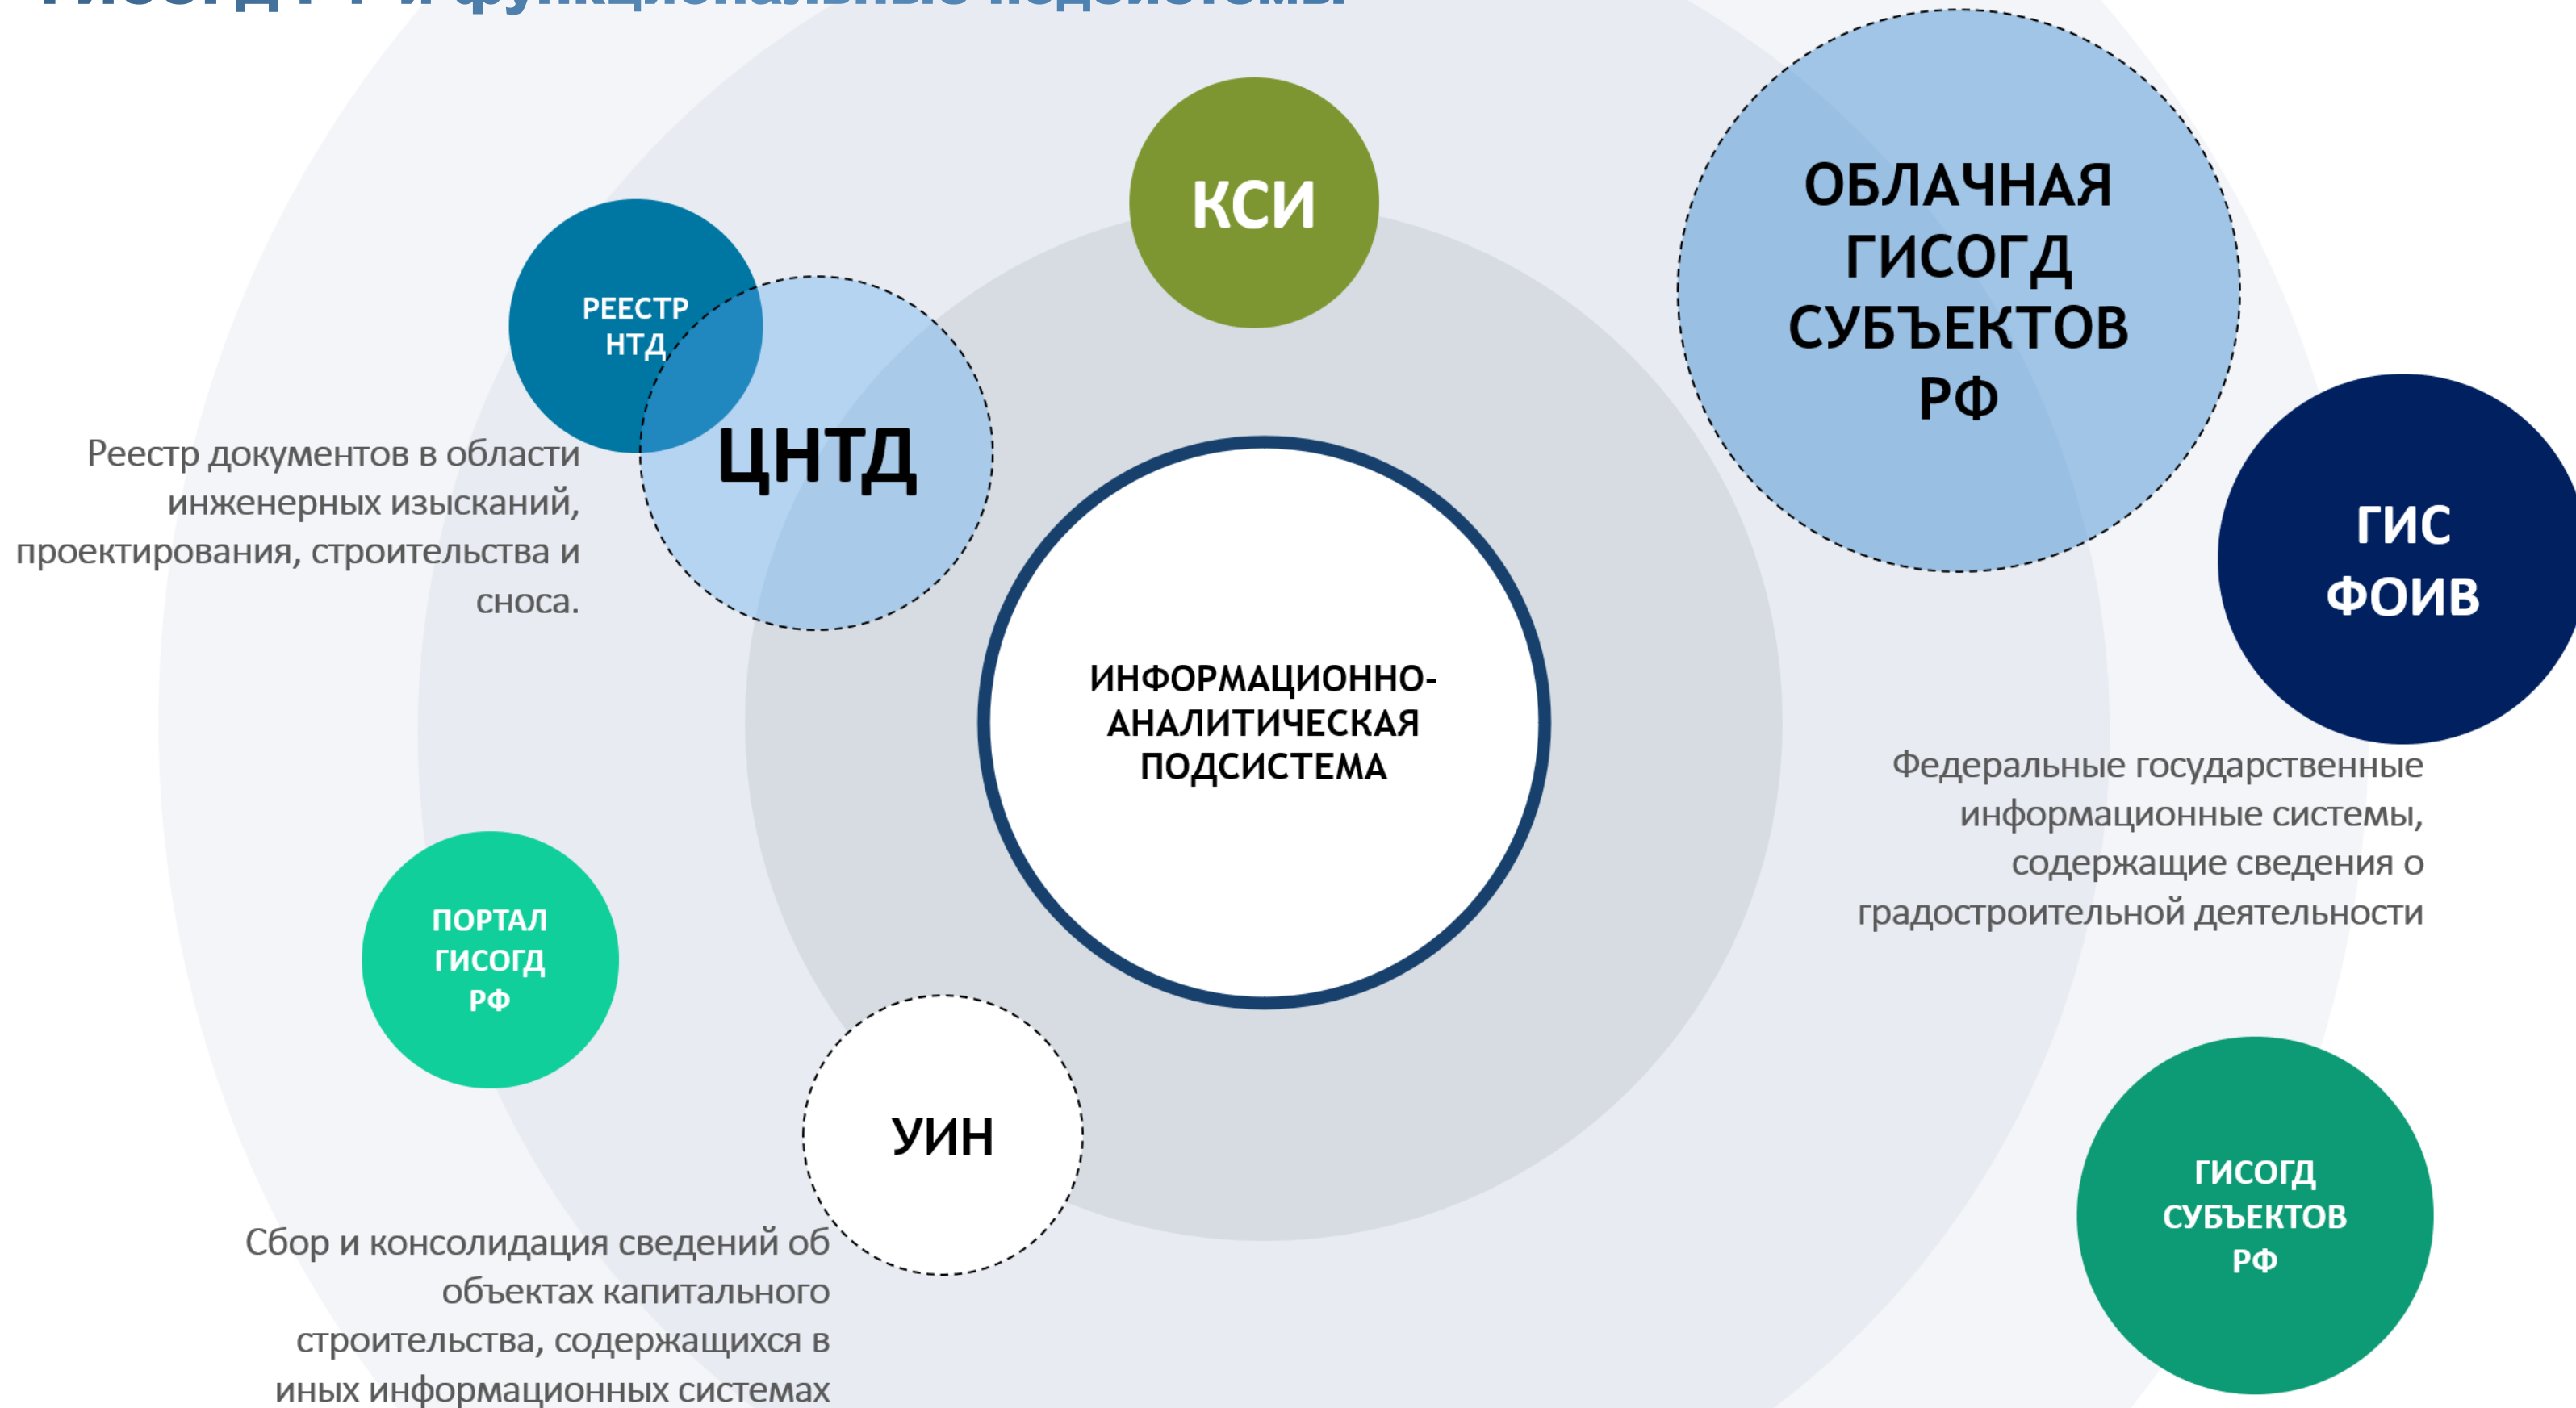 и функциональные подсистемы
КСИ
ОБЛАЧНАЯ
ГИСОГД
СУБЪЕКТОВ
РФ
РЕЕСТР
НТД
ЦНТД
Реестр документов в области
инженерных изысканий,
проектирования, строительства и
сноса.
ГИС
ФОИВ
ИНФОРМАЦИОННО-
АНАЛИТИЧЕСКАЯ
ПОДСИСТЕМА
Федеральные государственные
информационные системы,
содержащие сведения о
градостроительной деятельности
ПОРТАЛ
ГИСОГД
РФ
УИН
Сбор и консолидация сведений об
объектах капитального
строительства, содержащихся в
иных информационных системах
ГИСОГД
СУБЪЕКТОВ
РФ